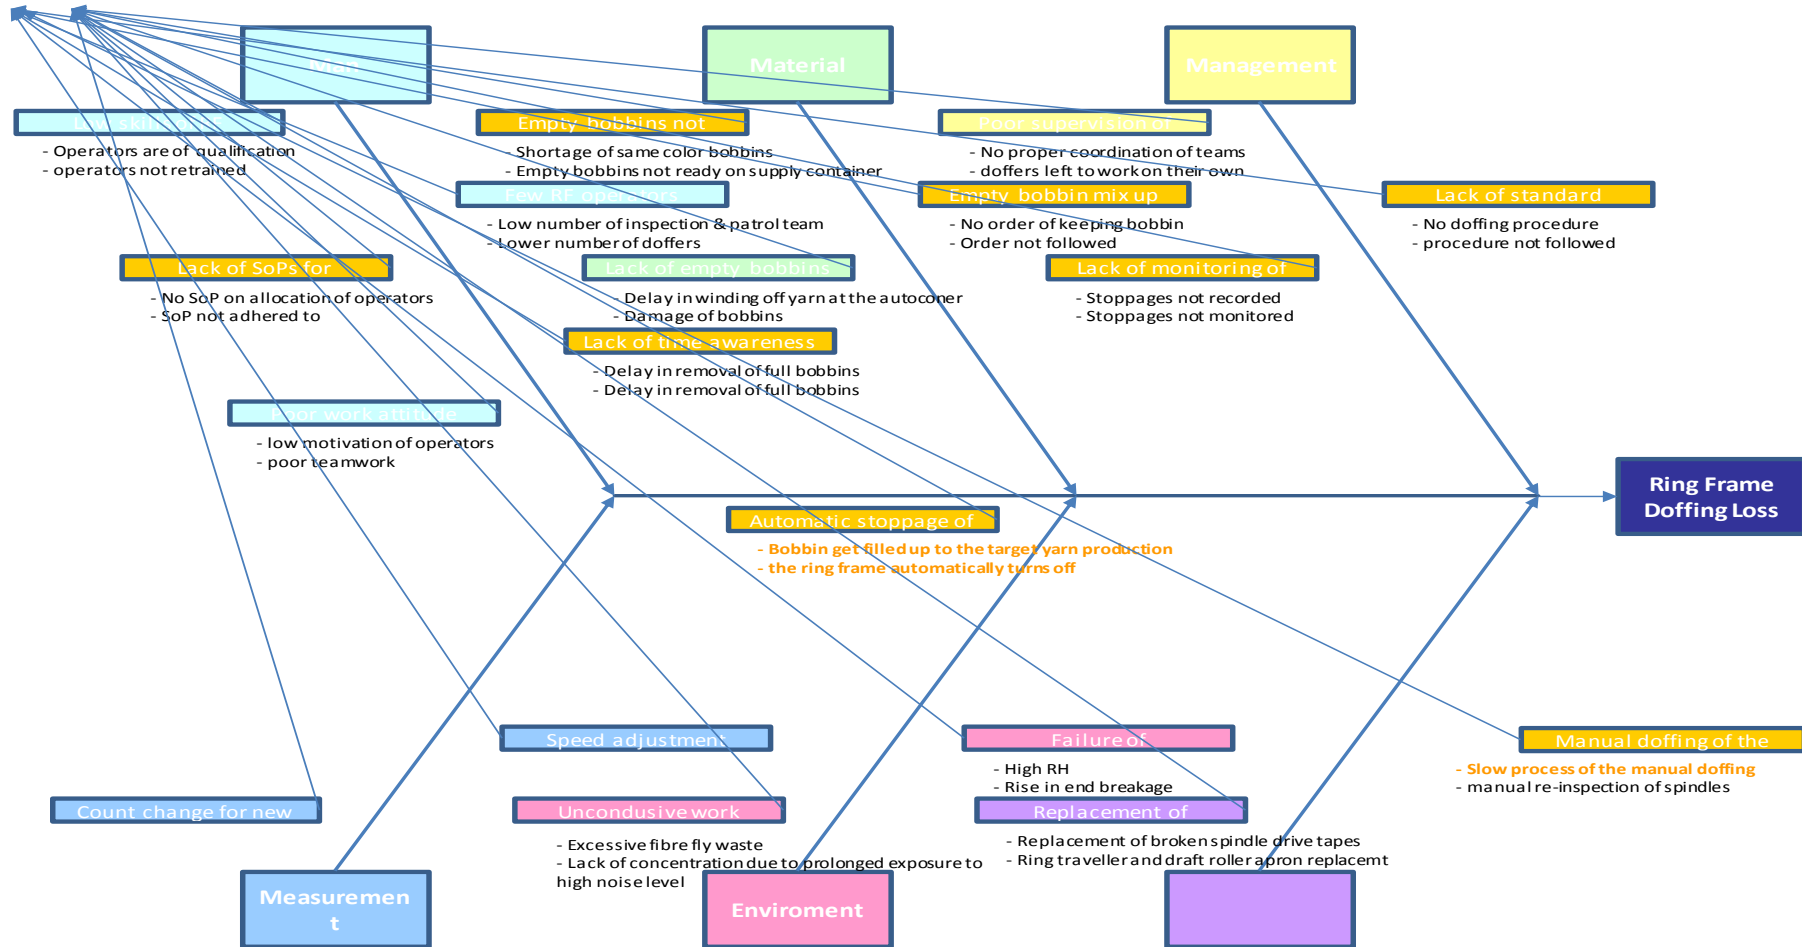 Man
Material
Management
Low skill
Empty bobbins not
Poor supervision of
- Operators are of qualification
- operators not retrained
- Shortage of same color bobbins
- Empty bobbins not ready on supply container
- No proper coordination of teams
- doffers left to work on their own
Few RF operators
Empty bobbin mix up
Lack of standard
- Low number of inspection & patrol team
- Lower number of doffers
- No order of keeping bobbin
- Order not followed
- No doffing procedure
- procedure not followed
Lack of SoPs for
Lack of empty bobbins
Lack of monitoring of
- No SoP on allocation of operators
- SoP not adhered to
- Delay in winding off yarn at the autoconer
- Damage of bobbins
- Stoppages not recorded
- Stoppages not monitored
Lack of time awareness
- Delay in removal of full bobbins
- Delay in removal of full bobbins
Poor work attitude
- low motivation of operators
- poor teamwork
Ring Frame
Doffing Loss
Automatic stoppage of
- Bobbin get filled up to the target yarn production
- the ring frame automatically turns off
Speed adjustment
Failure of
Manual doffing of the
- High RH
- Rise in end breakage
- Slow process of the manual doffing
- manual re-inspection of spindles
Count change for new
Uncondusive work
Replacement of
- Excessive fibre fly waste
- Lack of concentration due to prolonged exposure to
high noise level
- Replacement of broken spindle drive tapes
- Ring traveller and draft roller apron replacemt
Measuremen
t
Enviroment